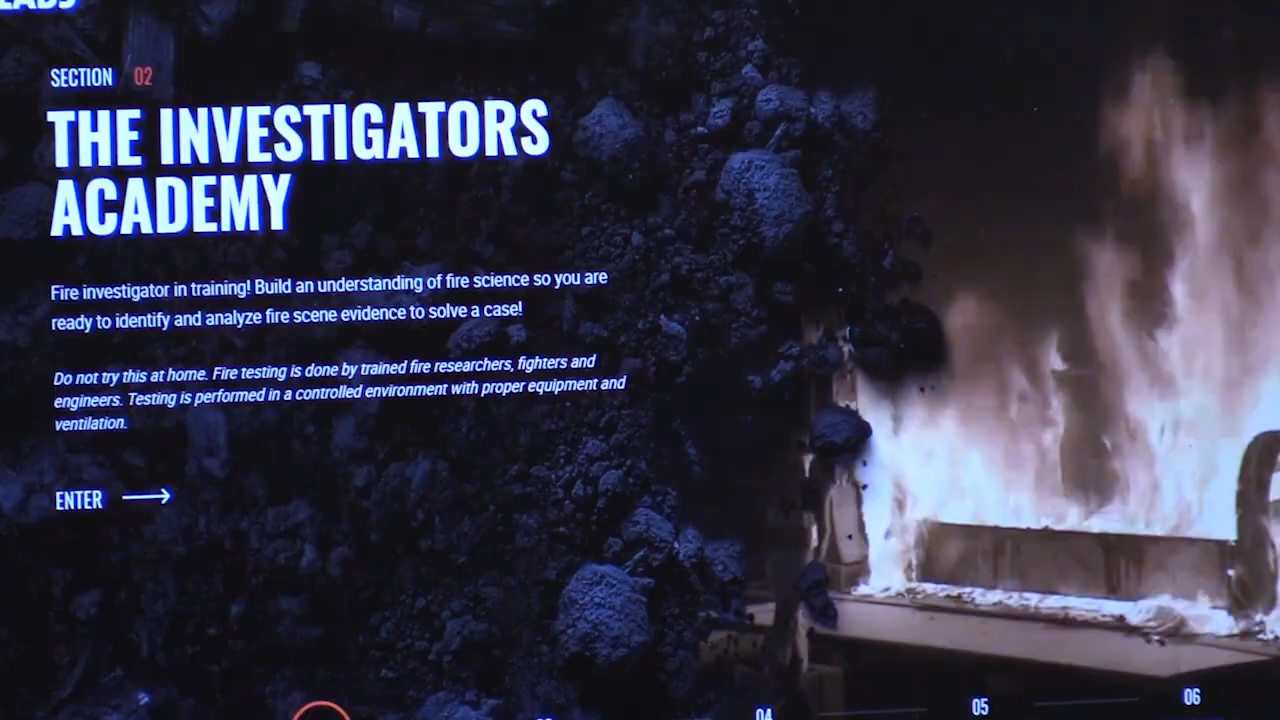 SECTION / 02
THE INVESTIGATORS
ACADEMY
Fire investigator in training! Build an understanding of fire science so you are
ready to identify and analyze fire scene evidence to solve a case!
Do not try this at home. Fire testing is done by trained fire researchers, fighters and
engineers. Testing is performed in a controlled environment with proper equipment and
ventilation.
ENTER
04
05
06